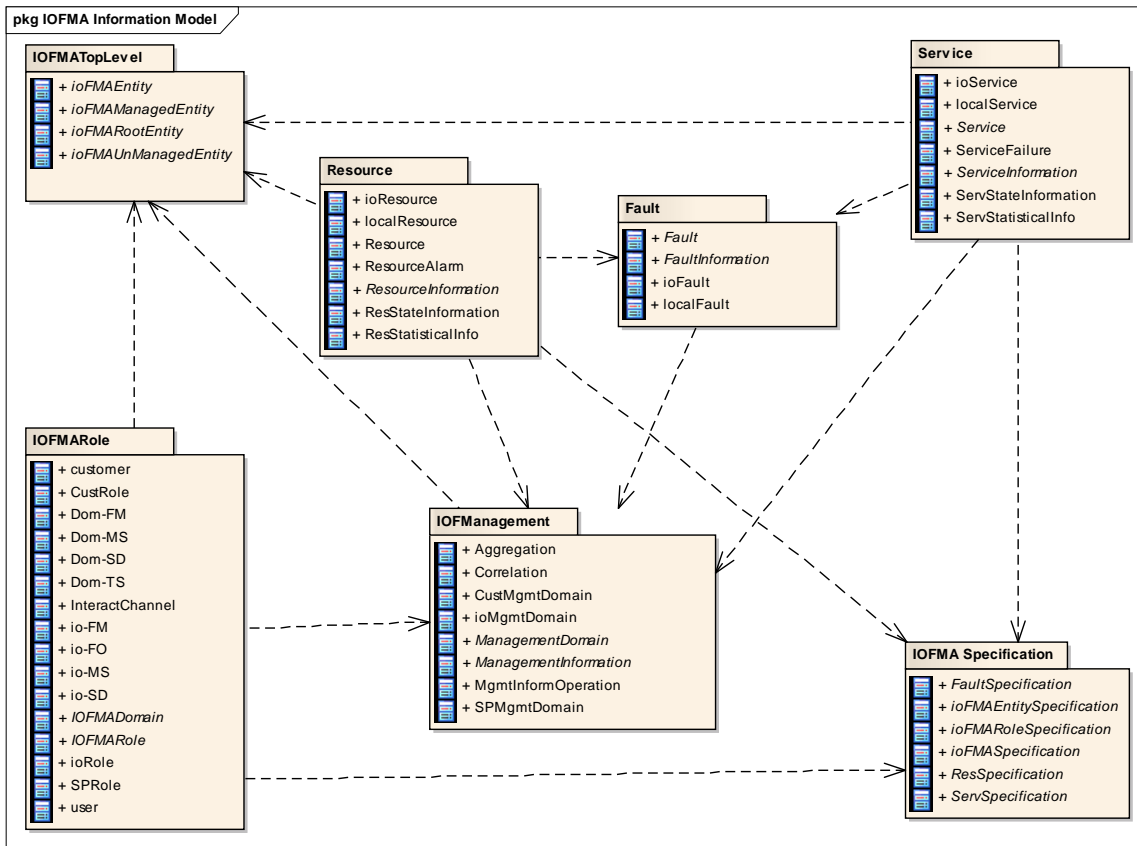 pkg IOFMA Information Model
IOFMATopLevel
+ ioFMAEntity
+ ioFMAManagedEntity
+ ioFMARootEntity
+ ioFMAUnManagedEntity
Service
+ ioService
+ localService
+ Service
+ ServiceFailure
+ ServiceInformation
+ ServStateInformation
+ ServStatisticalInfo
Resource
+ ioResource
+ localResource
+ Resource
+ ResourceAlarm
+ ResourceInformation
+ ResStateInformation
+ ResStatisticalInfo
Fault
+ Fault
+ FaultInformation
+ ioFault
+ localFault
IOFMARole
+ customer
+ CustRole
+ Dom-FM
+ Dom-MS
+ Dom-SD
+ Dom-TS
+ InteractChannel
+ io-FM
+ io-FO
+ io-MS
+ io-SD
+ IOFMADomain
+ IOFMARole
+ ioRole
+ SPRole
+ user
IOFManagement
+ Aggregation
+ Correlation
+ CustMgmtDomain
+ ioMgmtDomain
+ ManagementDomain
+ ManagementInformation
+ MgmtInformOperation
+ SPMgmtDomain
IOFMA Specification
+ FaultSpecification
+ ioFMAEntitySpecification
+ ioFMARoleSpecification
+ ioFMASpecification
+ ResSpecification
+ ServSpecification